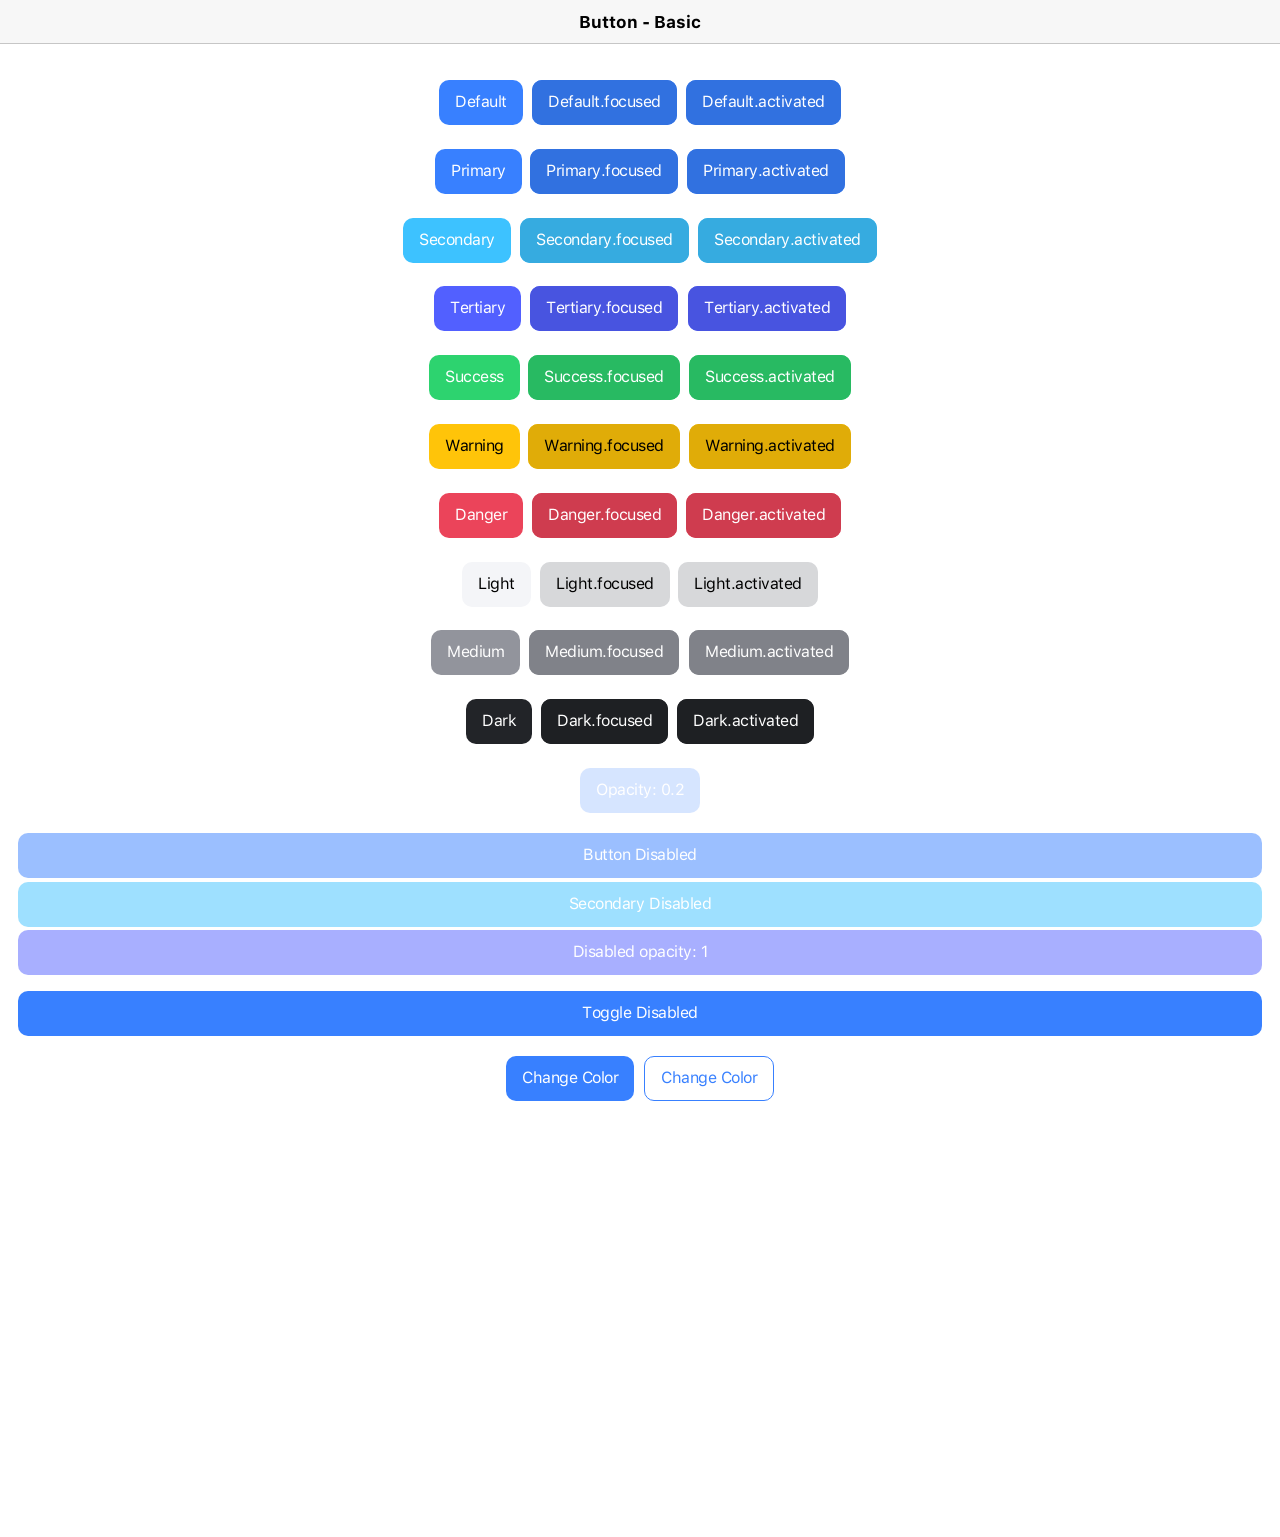 Button - Basic
Default Default.focused Default.activated
Primary Primary.focused Primary.activated
Secondary Secondary.focused Secondary.activated
Tertiary Tertiary.focused Tertiary.activated
Success Success.focused Success.activated
Warning Warning.focused Warning.activated
Danger Danger.focused Danger.activated
Light Light.focused Light.activated
Medium Medium.focused Medium.activated
Dark Dark.focused Dark.activated
Opacity: 0.2
Button Disabled
Secondary Disabled
Disabled opacity: 1
Toggle Disabled
Change Color Change Color